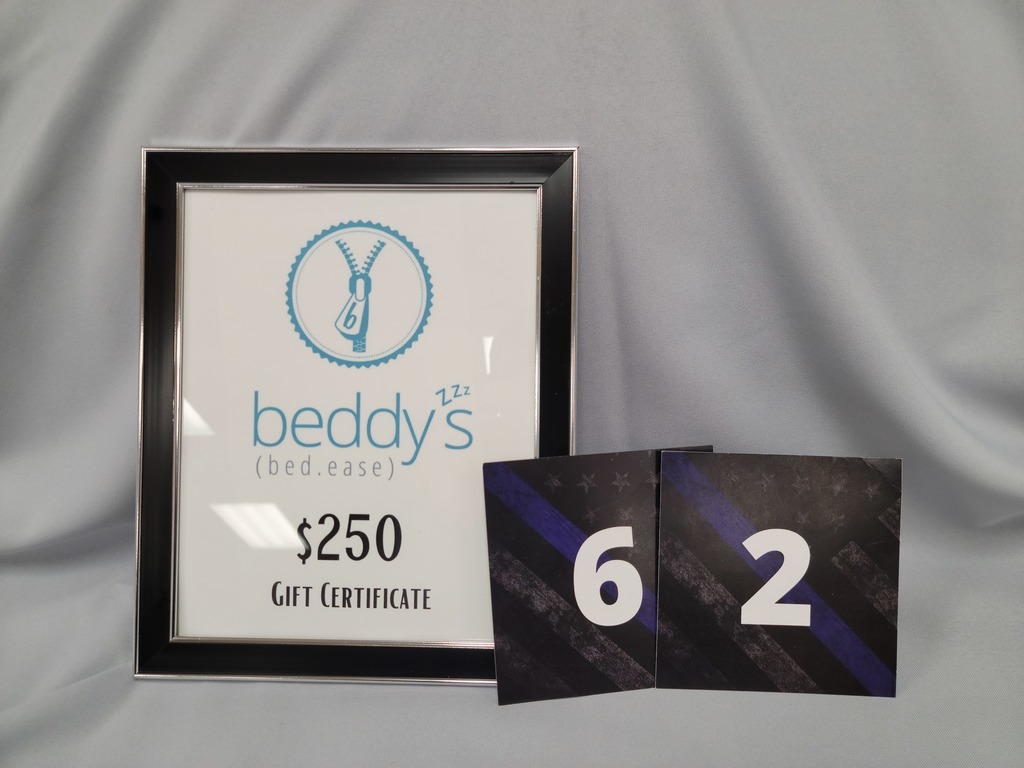 b
zzz
beddy's
(bed.ease)
$250
GIFT CERTIFICATE
6 2